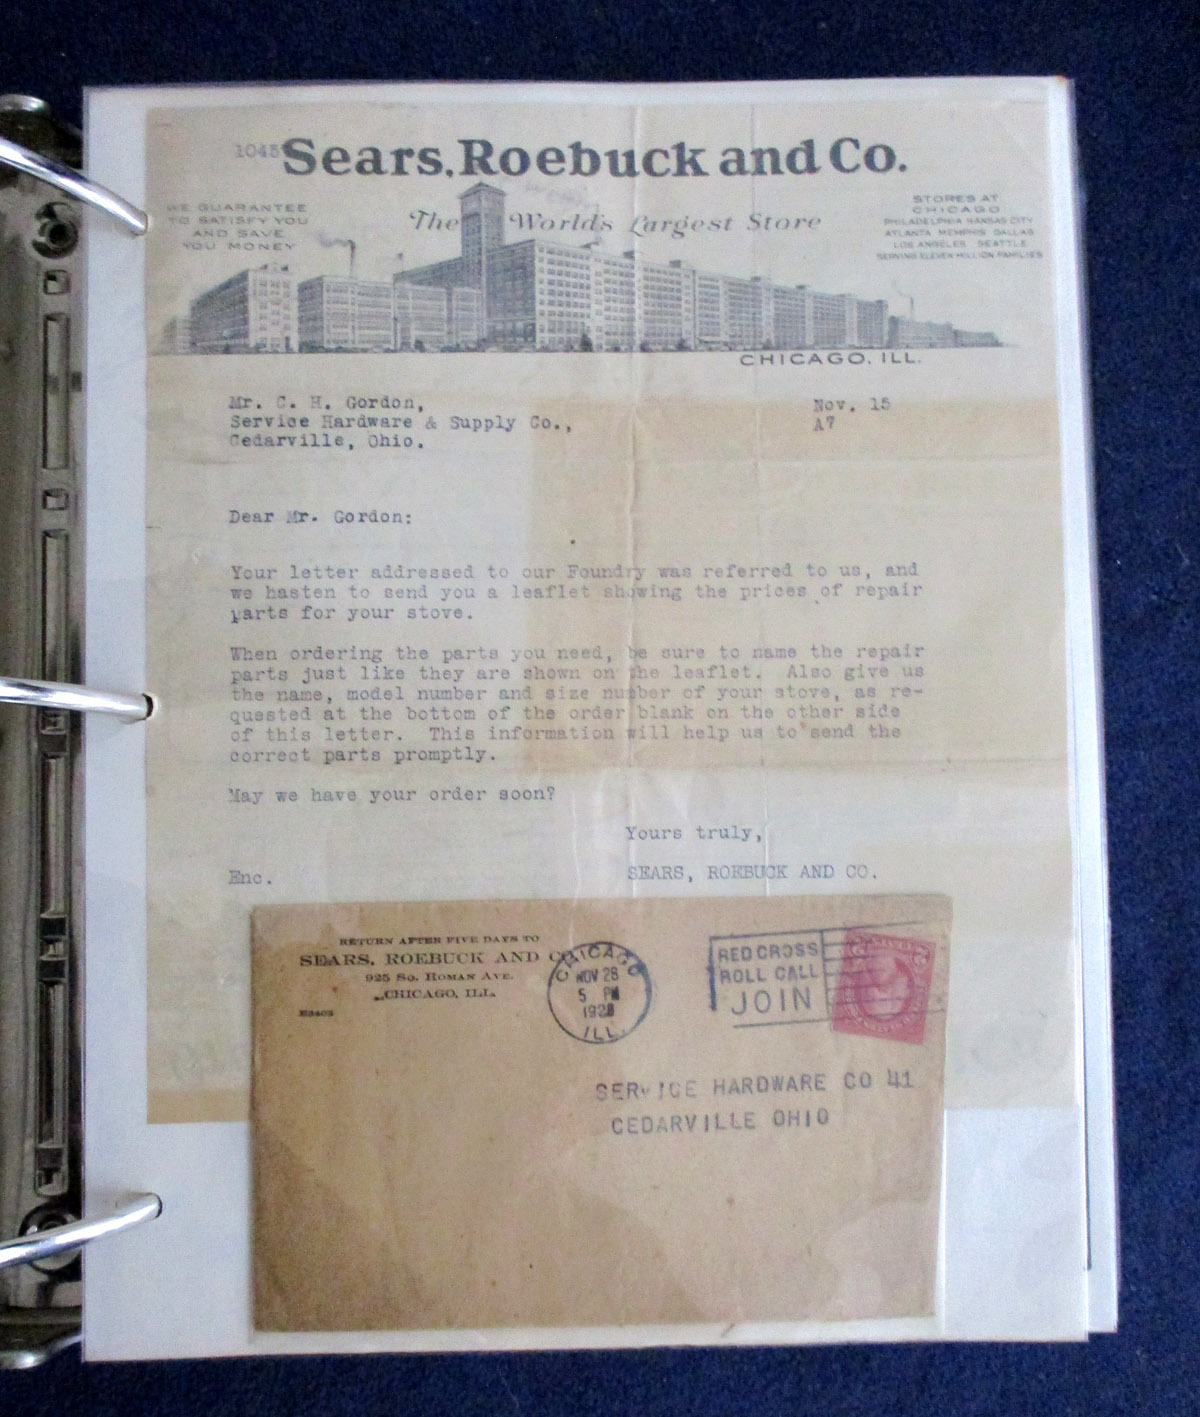 1045
Sears, Roebuck and Co.
WE GUARANTEE
TO SATISFY YOU
AND SAVE
YOU MONEY
The World's Largest Store
STORES AT
CHICAGO
PHILADELPHIA KANSAS CITY
ATLANTA MEMPHIS DALLAS
LOS ANGELES SEATTLE
SERVING ELEVEN MILLION FAMILIES
CHICAGO, ILL.
Mr. C. H. Gordon,
Service Hardware & Supply Co.,
Cedarville, Ohio.
Nov. 15
A7
Dear Mr. Gordon:
Your letter addressed to our Foundry was referred to us, and
we hasten to send you a leaflet showing the prices of repair
parts for your stove.
When ordering the parts you need, be sure to name the repair
parts just like they are shown on the leaflet. Also give us
the name, model number and size number of your stove, as re-
quested at the bottom of the order blank on the other side
of this letter. This information will help us to send the
correct parts promptly.
May we have your order soon?
Yours truly,
SEARS, ROEBUCK AND CO.
Enc.
RETURN AFTER FIVE DAYS TO
SEARS, ROEBUCK AND CO
925 So. Homan Ave.
CHICAGO, ILL.
CHICAGO
NOV 28
5 PM
ILL.
RED CROSS
ROLL CALL
JOIN
SERVICE HARDWARE CO 41
CEDARVILLE OHIO